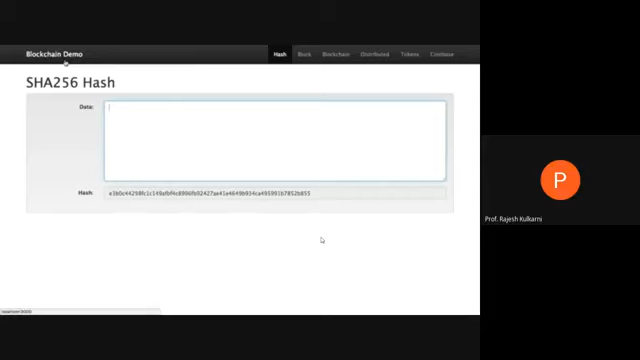 Blockchain Demo
Hash Block Blockchain Distributed Tokens Coinbase
SHA256 Hash
Data:
Hash: e3b0c44298fc1c149afbf4c8996fb92427ae41e4649b934ca495991b7852b855
P
Prof. Rajesh Kulkarni